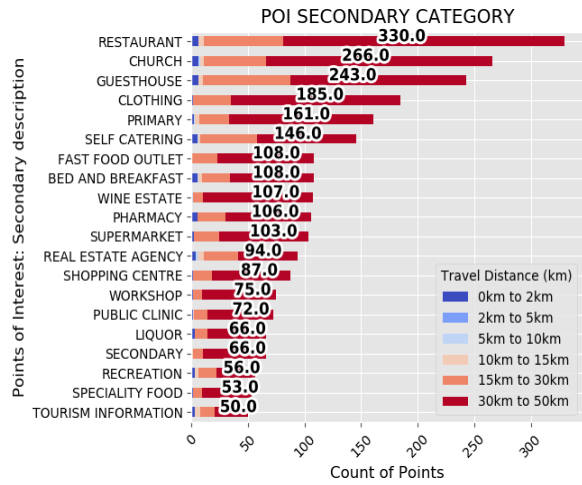 POI SECONDARY CATEGORY
Points of Interest: Secondary description
RESTAURANT 330.0
CHURCH 266.0
GUESTHOUSE 243.0
CLOTHING 185.0
PRIMARY 161.0
SELF CATERING 146.0
FAST FOOD OUTLET 108.0
BED AND BREAKFAST 108.0
WINE ESTATE 107.0
PHARMACY 106.0
SUPERMARKET 103.0
REAL ESTATE AGENCY 94.0
SHOPPING CENTRE 87.0
WORKSHOP 75.0
PUBLIC CLINIC 72.0
LIQUOR 66.0
SECONDARY 66.0
RECREATION 56.0
SPECIALITY FOOD 53.0
TOURISM INFORMATION 50.0
Travel Distance (km)
0km to 2km
2km to 5km
5km to 10km
10km to 15km
15km to 30km
30km to 50km
0 50 100 150 200 250 300
Count of Points